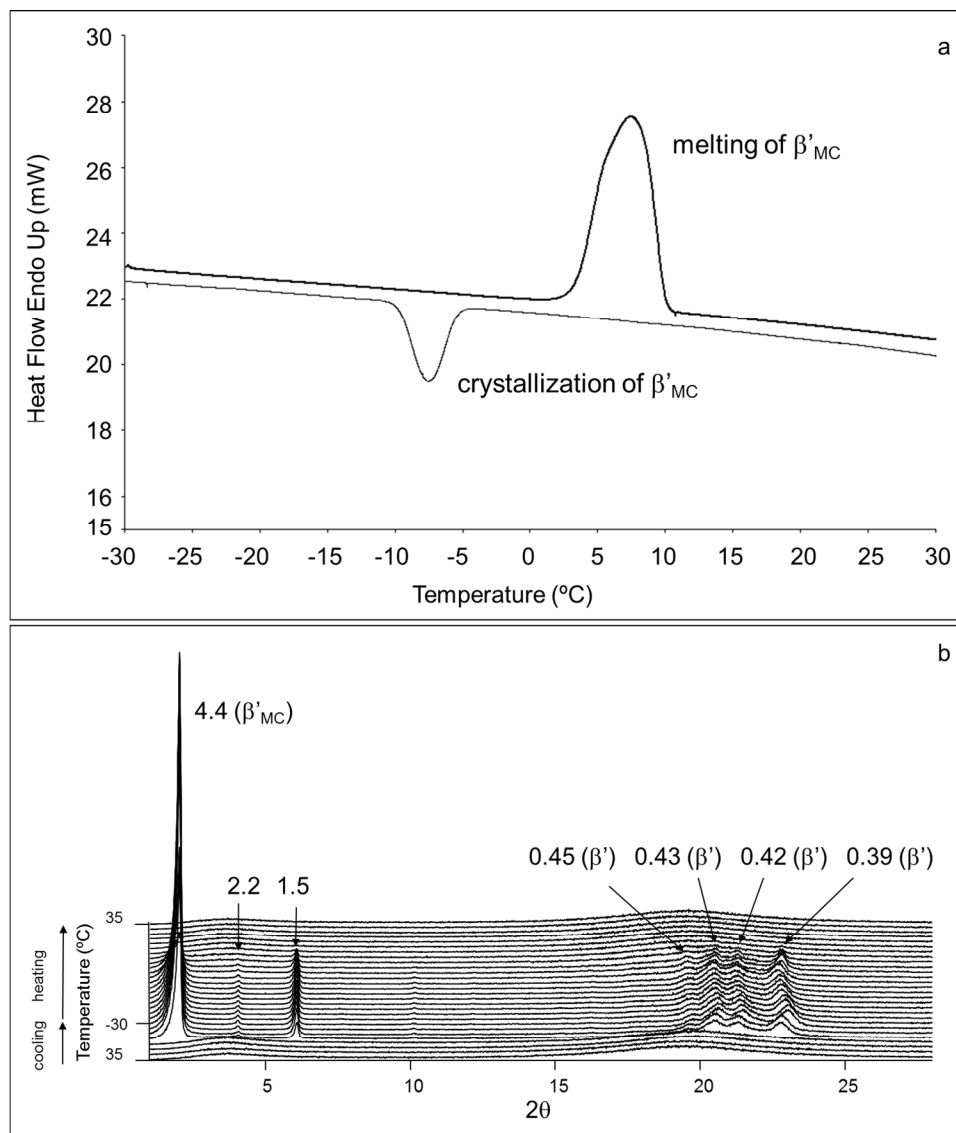 a
30
28
26
24
22
20
18
16
15
Heat Flow Endo Up (mW)
melting of β'MC
crystallization of β'MC
-30 -25 -20 -15 -10 -5 0 5 10 15 20 25 30
Temperature (ºC)
b
4.4 (β'MC)
2.2 1.5 0.45 (β') 0.43 (β') 0.42 (β') 0.39 (β')
35
-30
35
cooling heating
Temperature (ºC)
5 10 15 20 25
2θ